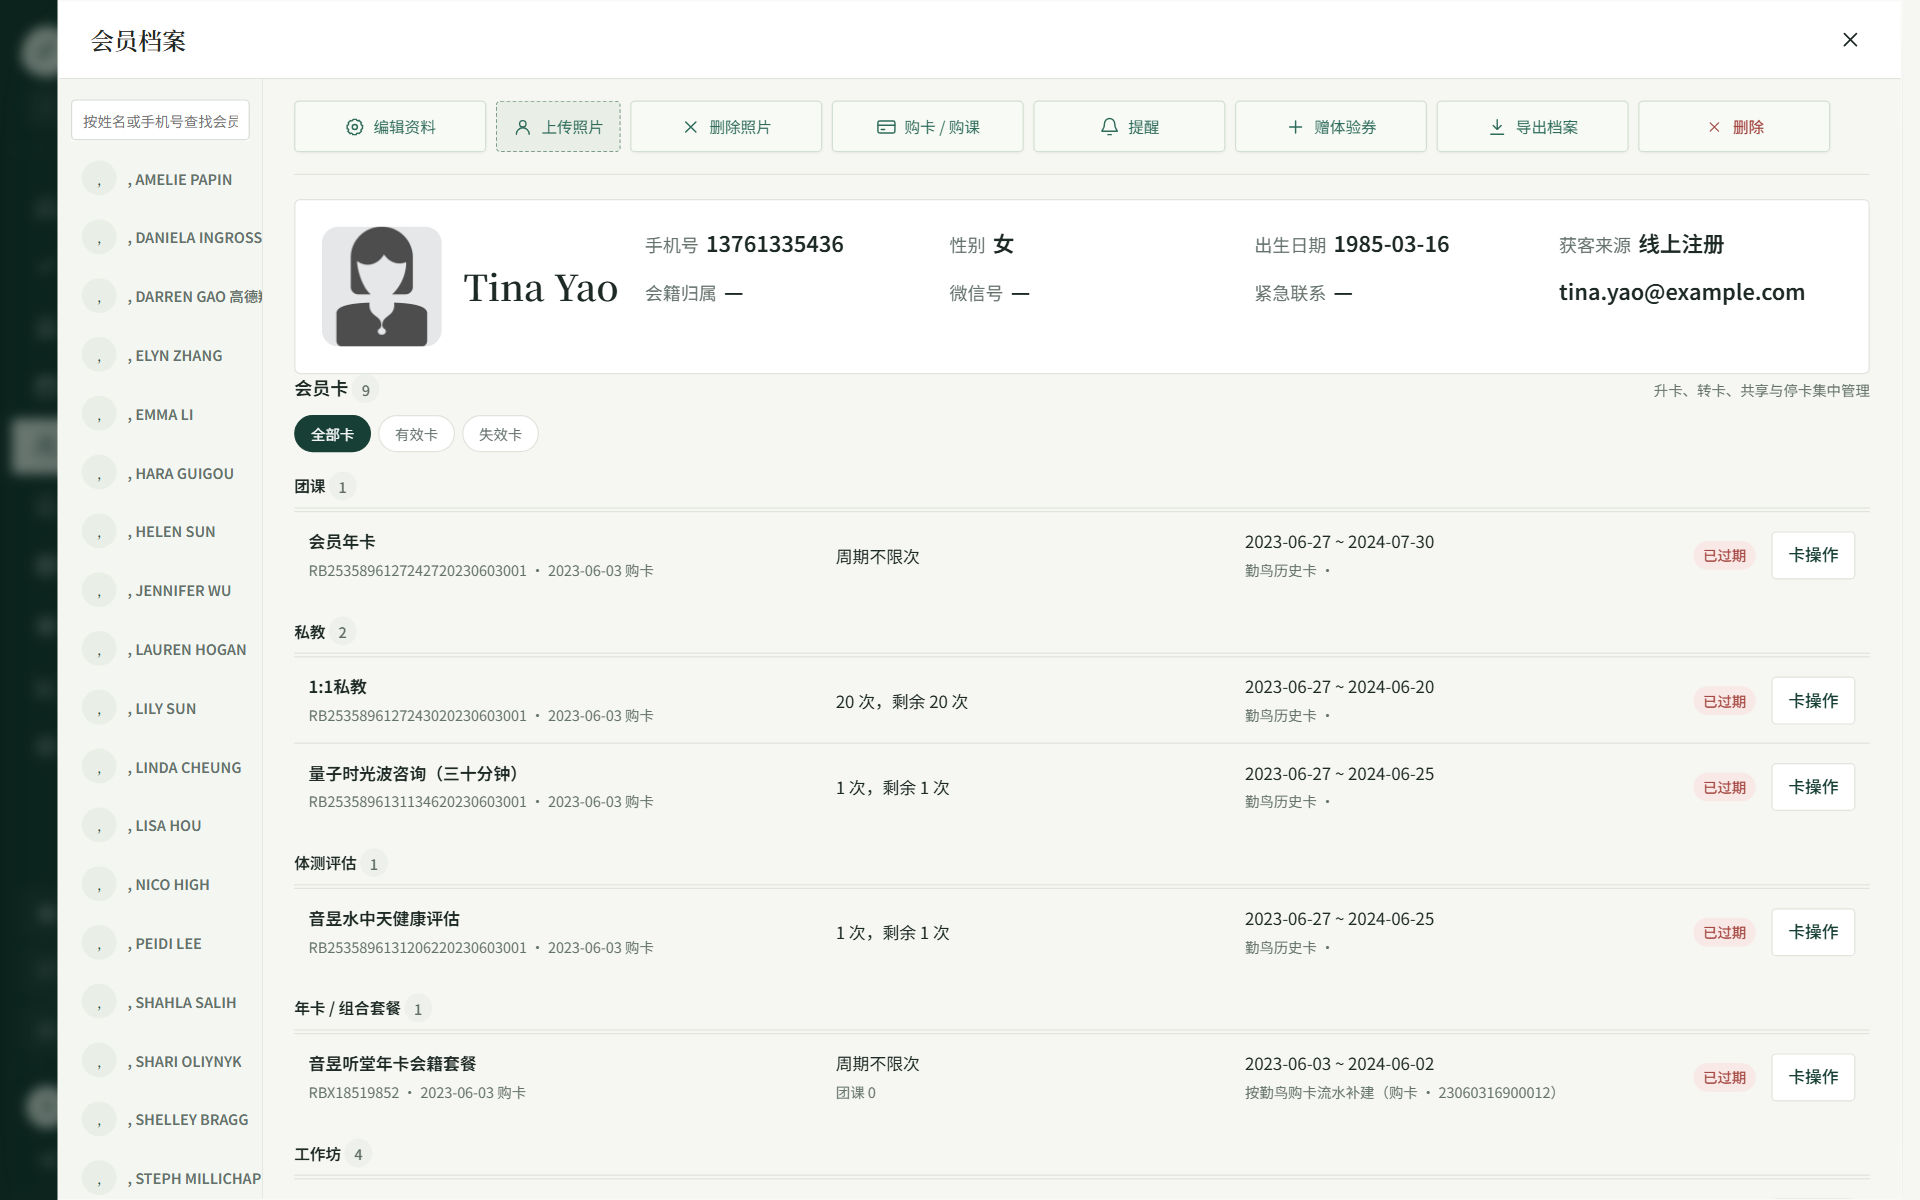 会员档案
按姓名或手机号查找会员
, AMELIE PAPIN
, DANIELA INGROSS
, DARREN GAO 高德
, ELYN ZHANG
, EMMA LI
, HARA GUIGOU
, HELEN SUN
, JENNIFER WU
, LAUREN HOGAN
, LILY SUN
, LINDA CHEUNG
, LISA HOU
, NICO HIGH
, PEIDI LEE
, SHAHLA SALIH
, SHARI OLIYNYK
, SHELLEY BRAGG
, STEPH MILLICHAP
编辑资料
上传照片
删除照片
购卡 / 购课
提醒
赠体验券
导出档案
删除
Tina Yao
手机号 13761335436
性别 女
出生日期 1985-03-16
获客来源 线上注册
会籍归属 —
微信号 —
紧急联系 —
tina.yao@example.com
会员卡 9
升卡、转卡、共享与停卡集中管理
全部卡
有效卡
失效卡
团课 1
会员年卡
RB2535896127242720230603001 · 2023-06-03 购卡
周期不限次
2023-06-27 ~ 2024-07-30
勤鸟历史卡 ·
已过期
卡操作
私教 2
1:1私教
RB2535896127243020230603001 · 2023-06-03 购卡
20 次，剩余 20 次
2023-06-27 ~ 2024-06-20
勤鸟历史卡 ·
已过期
卡操作
量子时光波咨询（三十分钟）
RB2535896131134620230603001 · 2023-06-03 购卡
1 次，剩余 1 次
2023-06-27 ~ 2024-06-25
勤鸟历史卡 ·
已过期
卡操作
体测评估 1
音昱水中天健康评估
RB2535896131206220230603001 · 2023-06-03 购卡
1 次，剩余 1 次
2023-06-27 ~ 2024-06-25
勤鸟历史卡 ·
已过期
卡操作
年卡 / 组合套餐 1
音昱听堂年卡会籍套餐
RBX18519852 · 2023-06-03 购卡
周期不限次
团课 0
2023-06-03 ~ 2024-06-02
按勤鸟购卡流水补建（购卡 · 23060316900012）
已过期
卡操作
工作坊 4